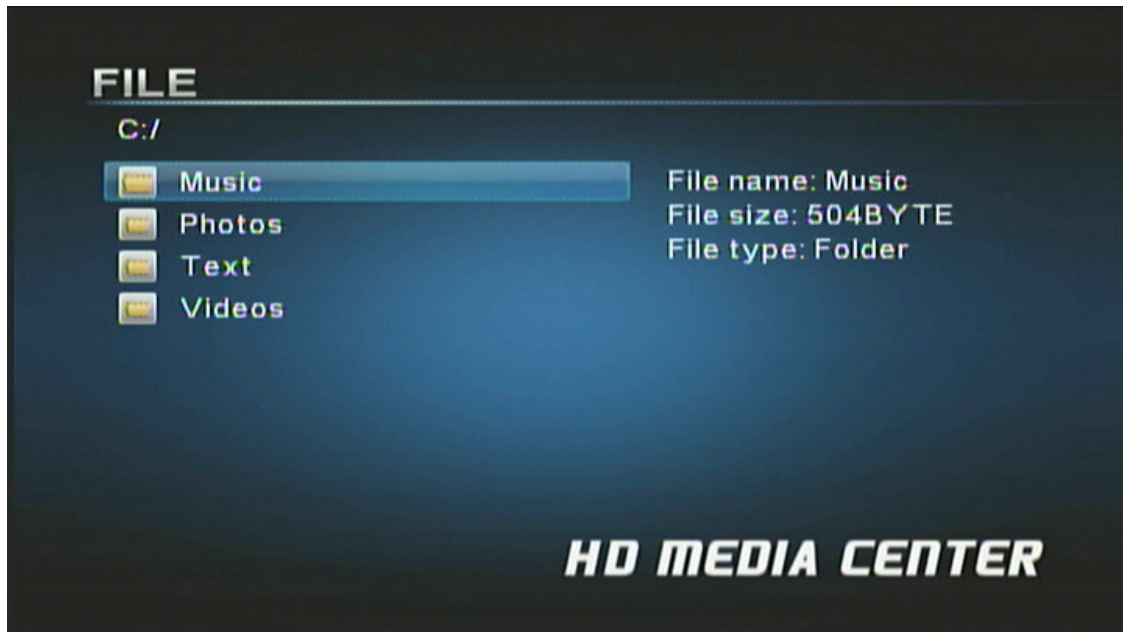 FILE
C:/
Music
Photos
Text
Videos
File name: Music
File size: 504BYTE
File type: Folder
HD MEDIA CENTER